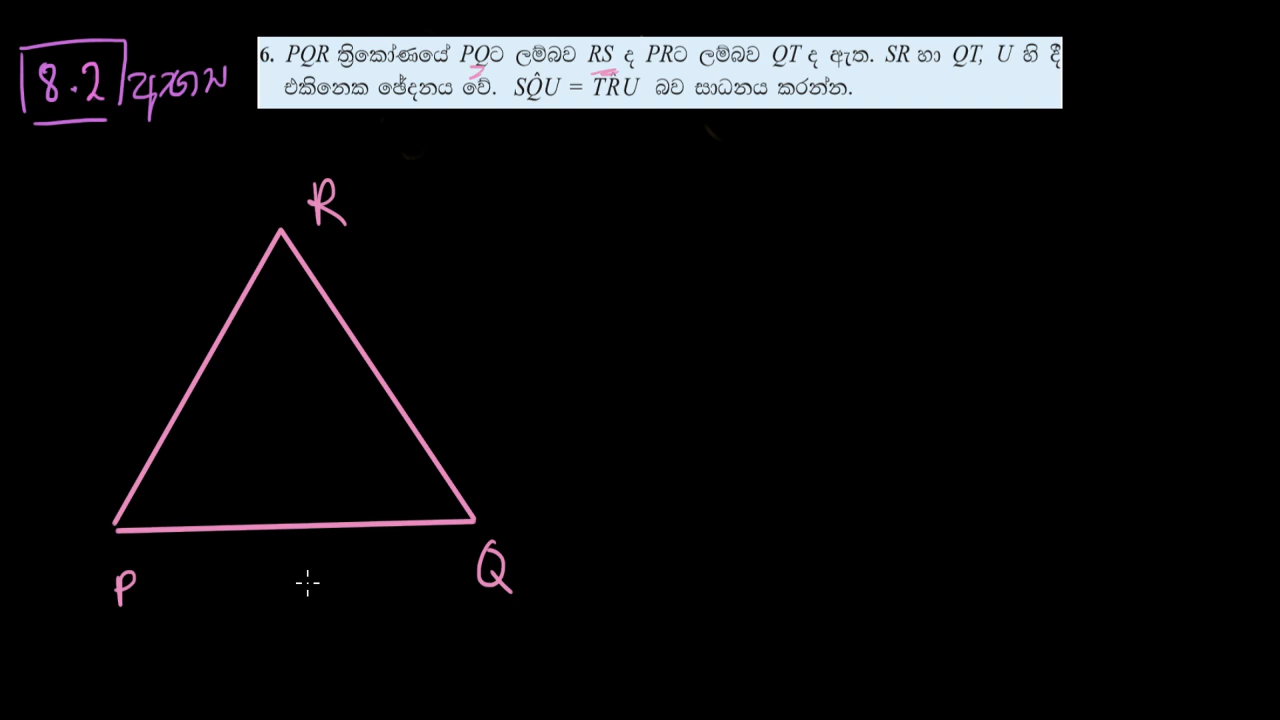 8.2 අභ්‍යාස
6. PQR ත්‍රිකෝණයේ PQට ලම්බව RS ද PRට ලම්බව QT ද ඇත. SR හා QT, U හි දී
එකිනෙක ඡේදනය වේ. SQ̂U = TR̂U බව සාධනය කරන්න.
R
P
Q